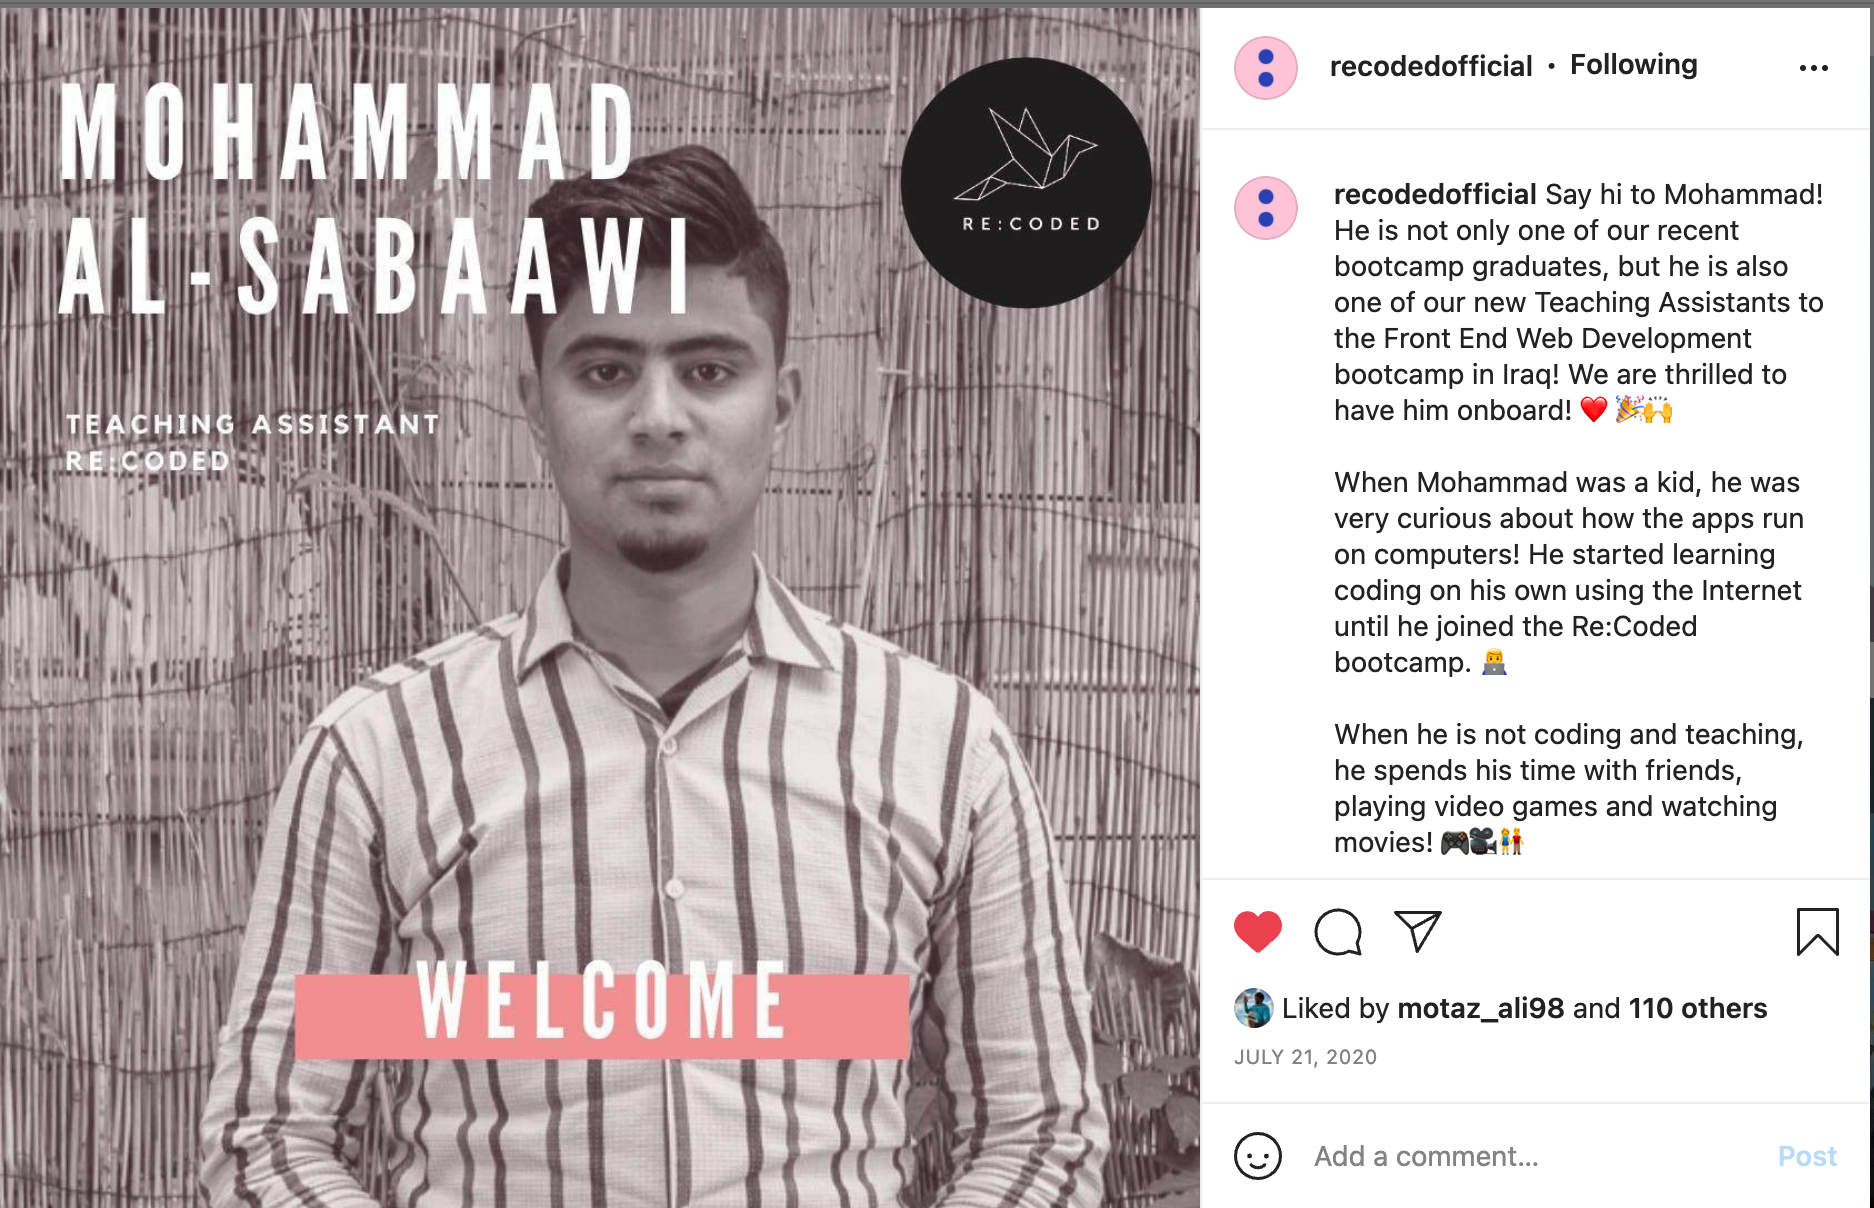 MOHAMMAD
AL-SABAAWI
TEACHING ASSISTANT
RE:CODED
RE:CODED
WELCOME
recodedofficial • Following
recodedofficial Say hi to Mohammad!
He is not only one of our recent
bootcamp graduates, but he is also
one of our new Teaching Assistants to
the Front End Web Development
bootcamp in Iraq! We are thrilled to
have him onboard! ❤️ 🎉🙌
When Mohammad was a kid, he was
very curious about how the apps run
on computers! He started learning
coding on his own using the Internet
until he joined the Re:Coded
bootcamp. 👨‍💻
When he is not coding and teaching,
he spends his time with friends,
playing video games and watching
movies! 🎮🎥👫
Liked by motaz_ali98 and 110 others
JULY 21, 2020
Add a comment...
Post